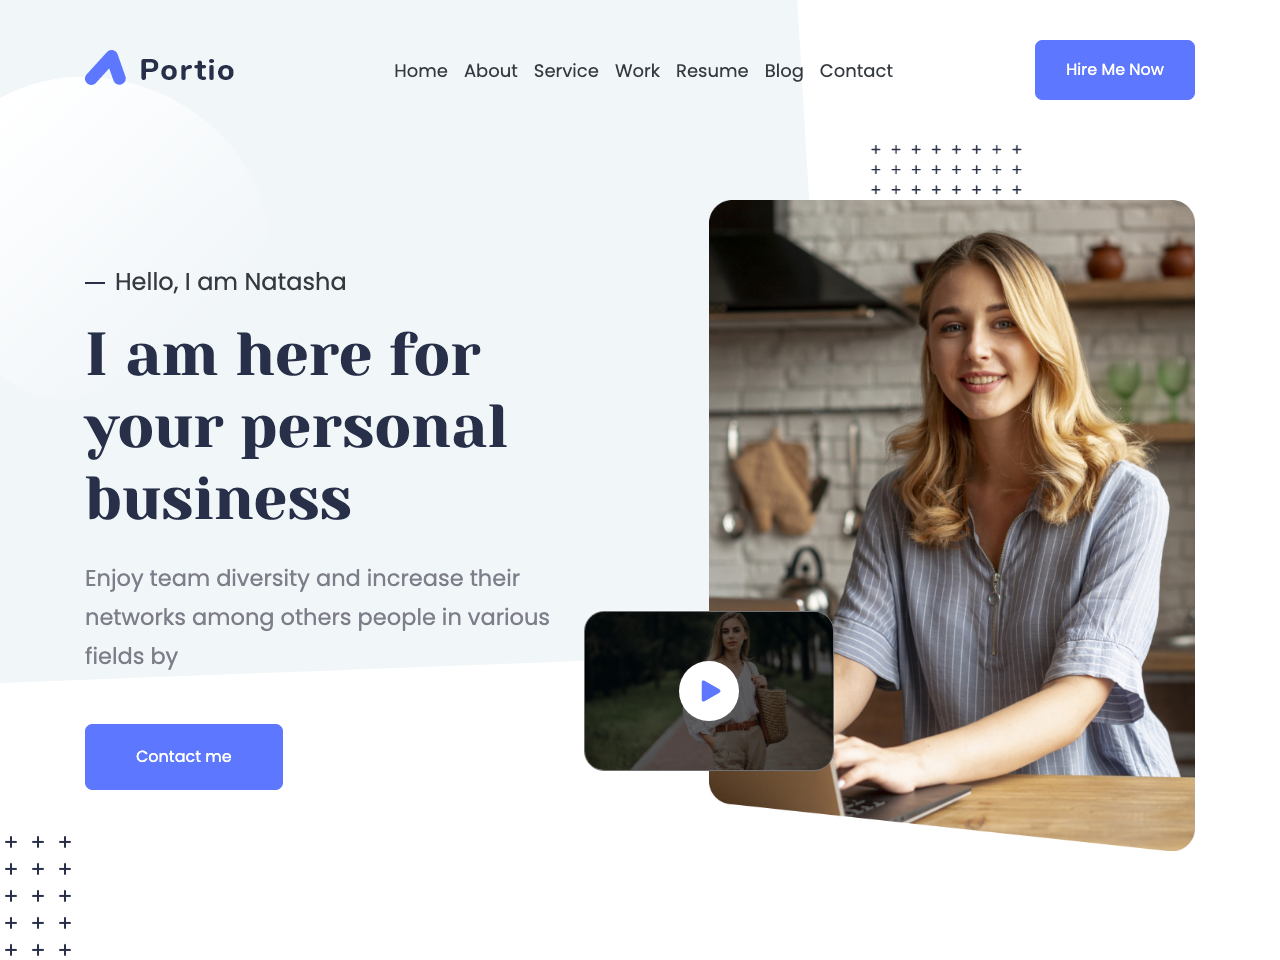 Portio
Home About Service Work Resume Blog Contact
Hire Me Now
Hello, I am Natasha
I am here for
your personal
business
Enjoy team diversity and increase their
networks among others people in various
fields by
Contact me